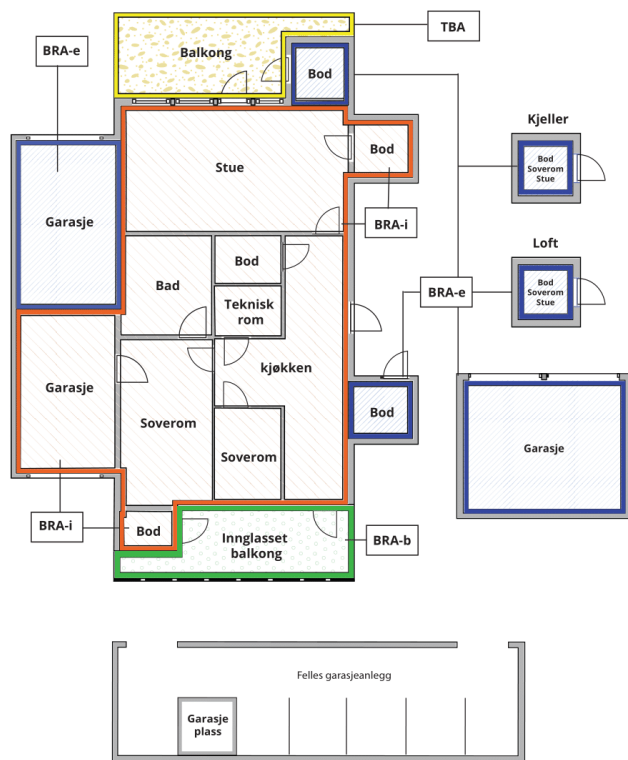 TBA
BRA-e
Balkong
Bod
Kjeller
Bod
Soverom
Stue
Stue
Bod
Garasje
BRA-i
Loft
Bod
Soverom
Stue
Bad
Bod
Teknisk
rom
BRA-e
kjøkken
Garasje
Soverom
Bod
Garasje
Soverom
BRA-i
Bod
Innglasset
balkong
BRA-b
Felles garasjeanlegg
Garasje
plass